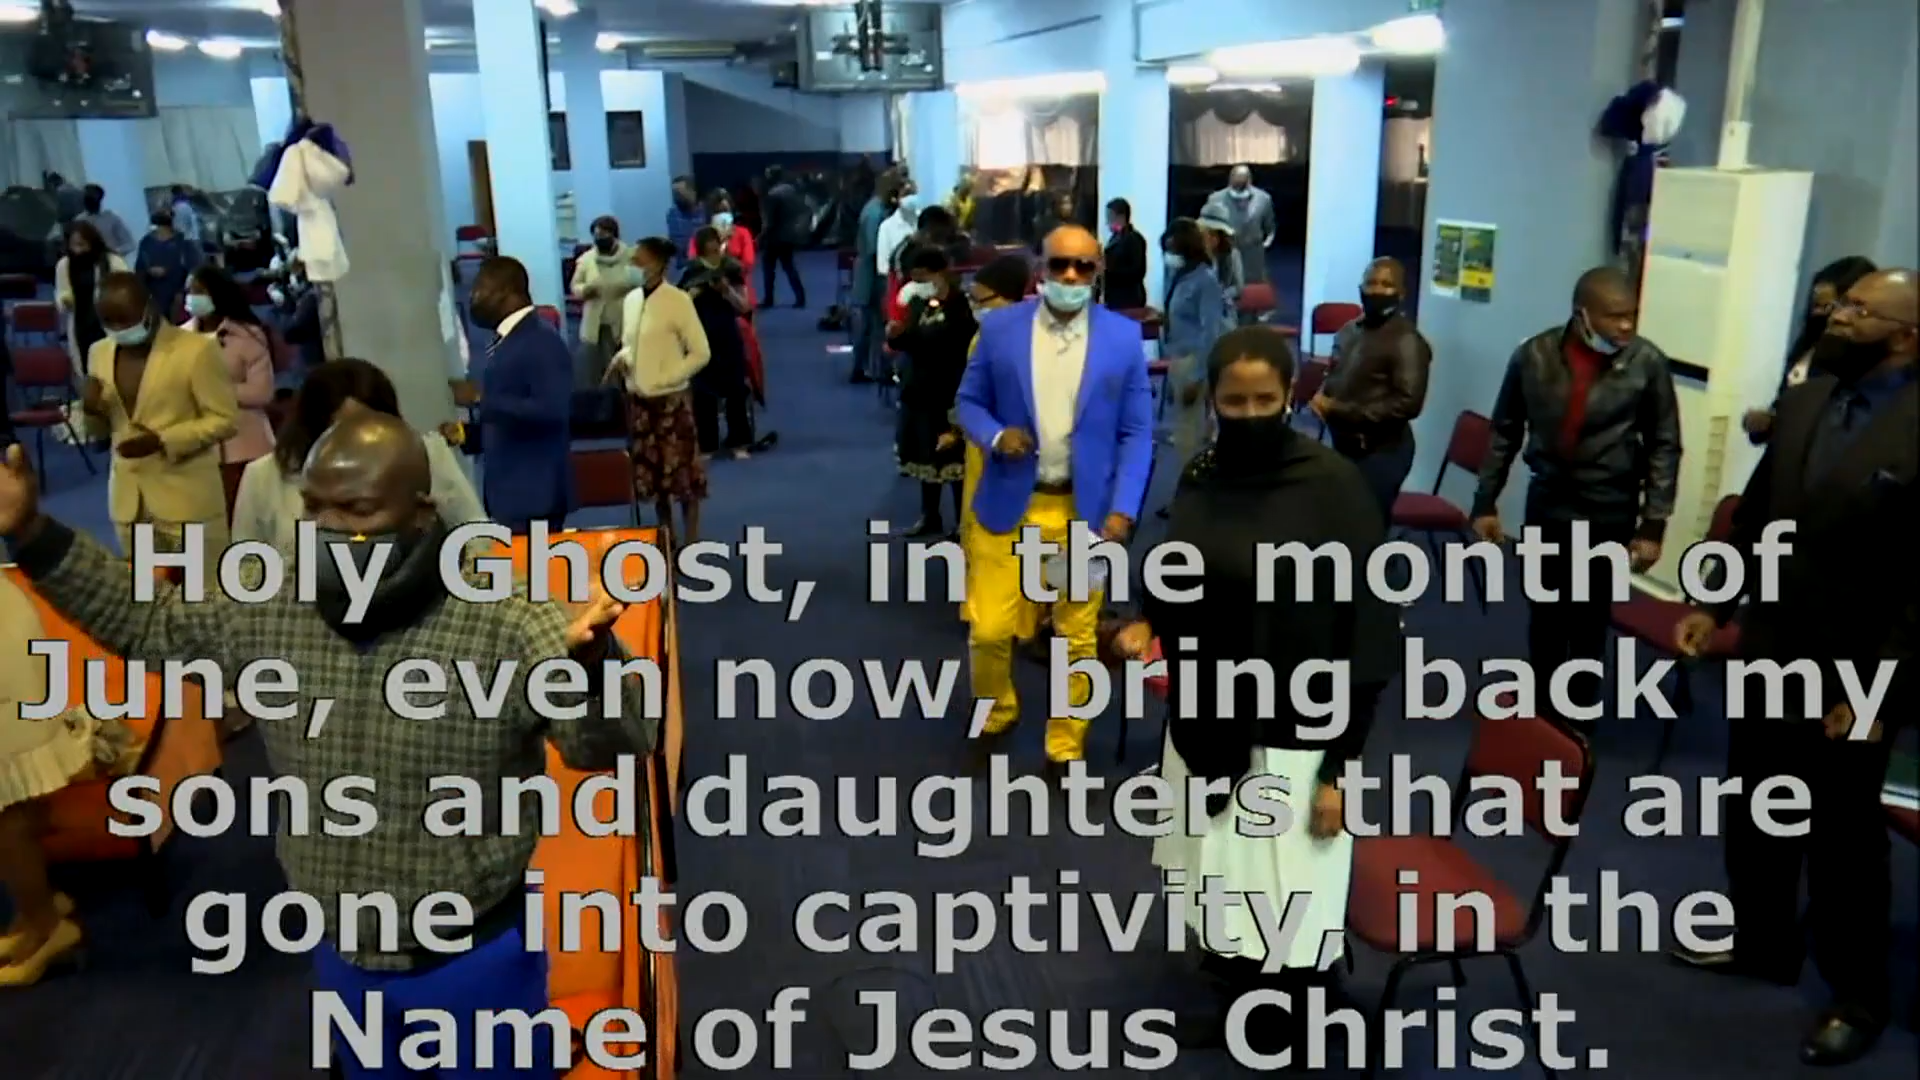 Holy Ghost, in the month of
June, even now, bring back my
sons and daughters that are
gone into captivity, in the
Name of Jesus Christ.